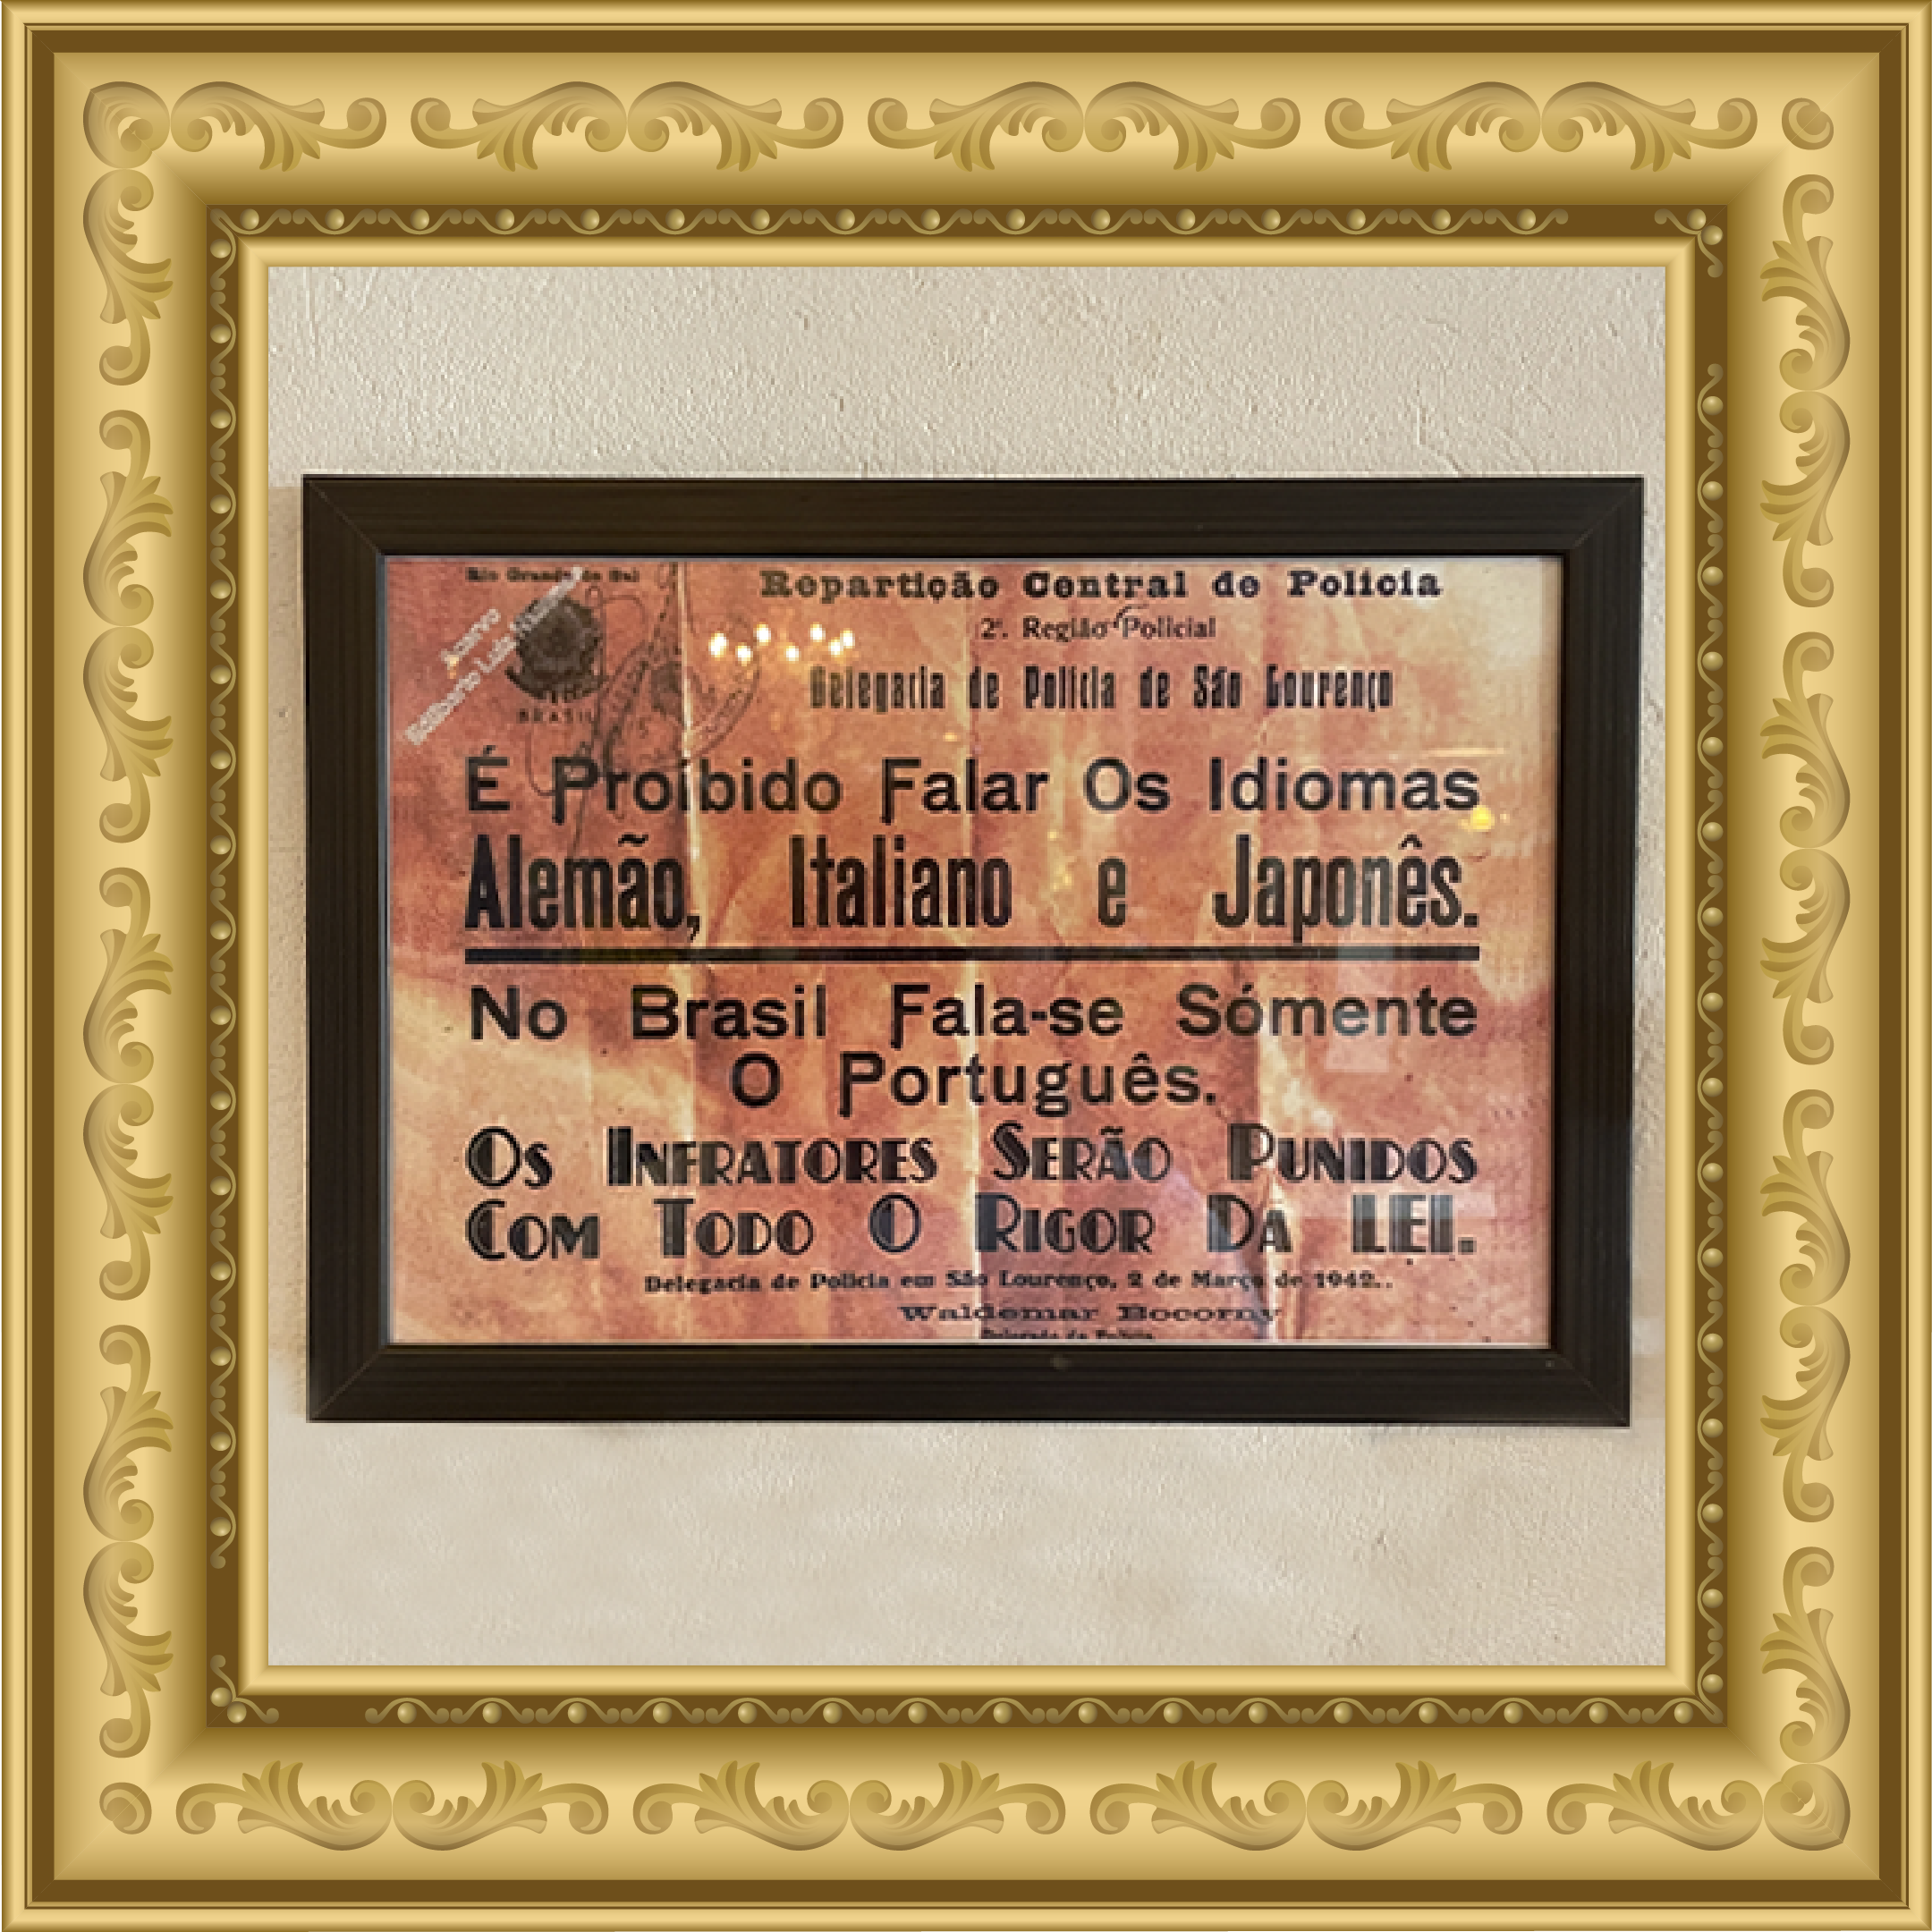 Rio Grande do Sul
Acervo
BRASIL
Repartição Central de Policia
2ª. Região Policial
Delegacia de Policia de São Lourenço
É Proibido Falar Os Idiomas
Alemão, Italiano e Japonês.
No Brasil Fala-se Sómente
O Português.
Os Infratores Serão Punidos
Com Todo O Rigor Da LEI.
Delegacia de Policia em São Lourenço, 2 de Março de 1942..
Waldemar Bocorny
Delegado de Policia